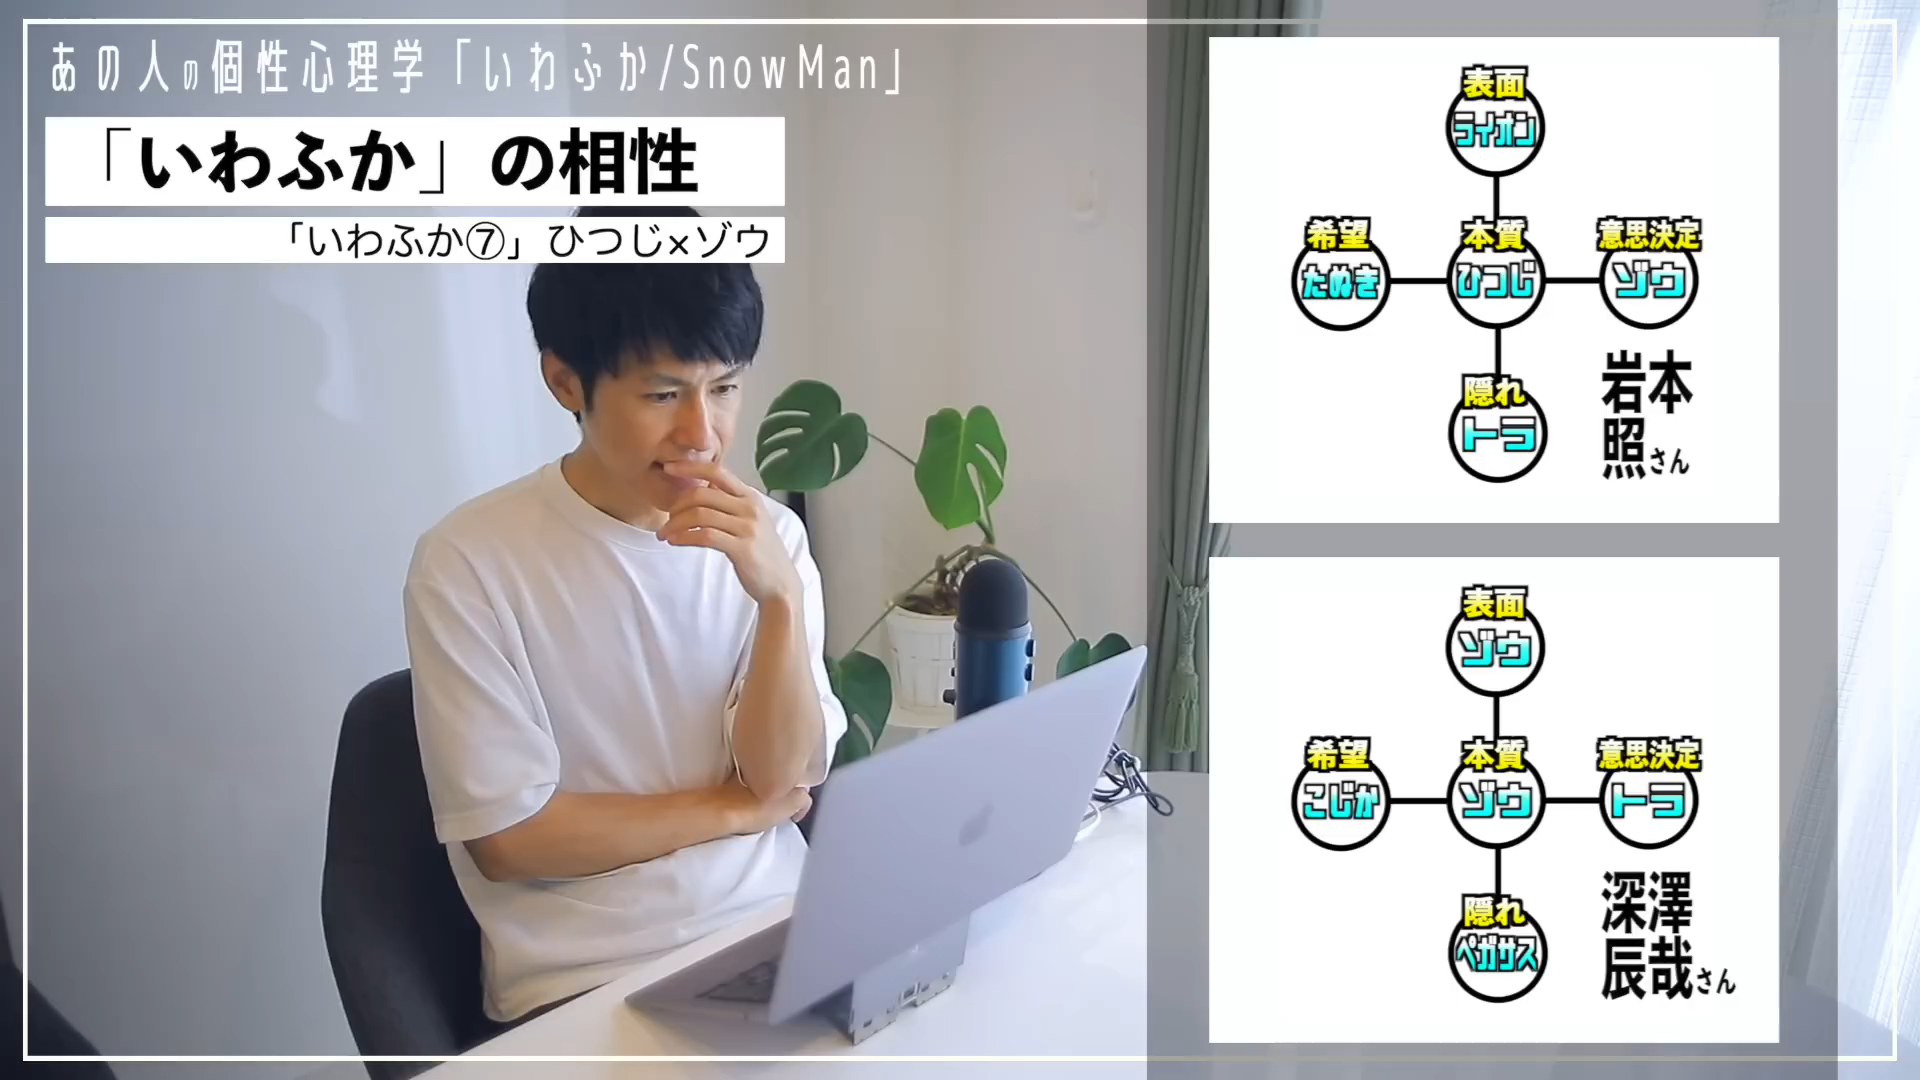 あの人の個性心理学「いわふか/SnowMan」
「いわふか」の相性
「いわふか⑦」ひつじ×ゾウ
表面
ライオン
希望
たぬき
本質
ひつじ
意思決定
ゾウ
隠れ
トラ
岩本
照さん
表面
ゾウ
希望
こじか
本質
ゾウ
意思決定
トラ
隠れ
ペガサス
深澤
辰哉さん